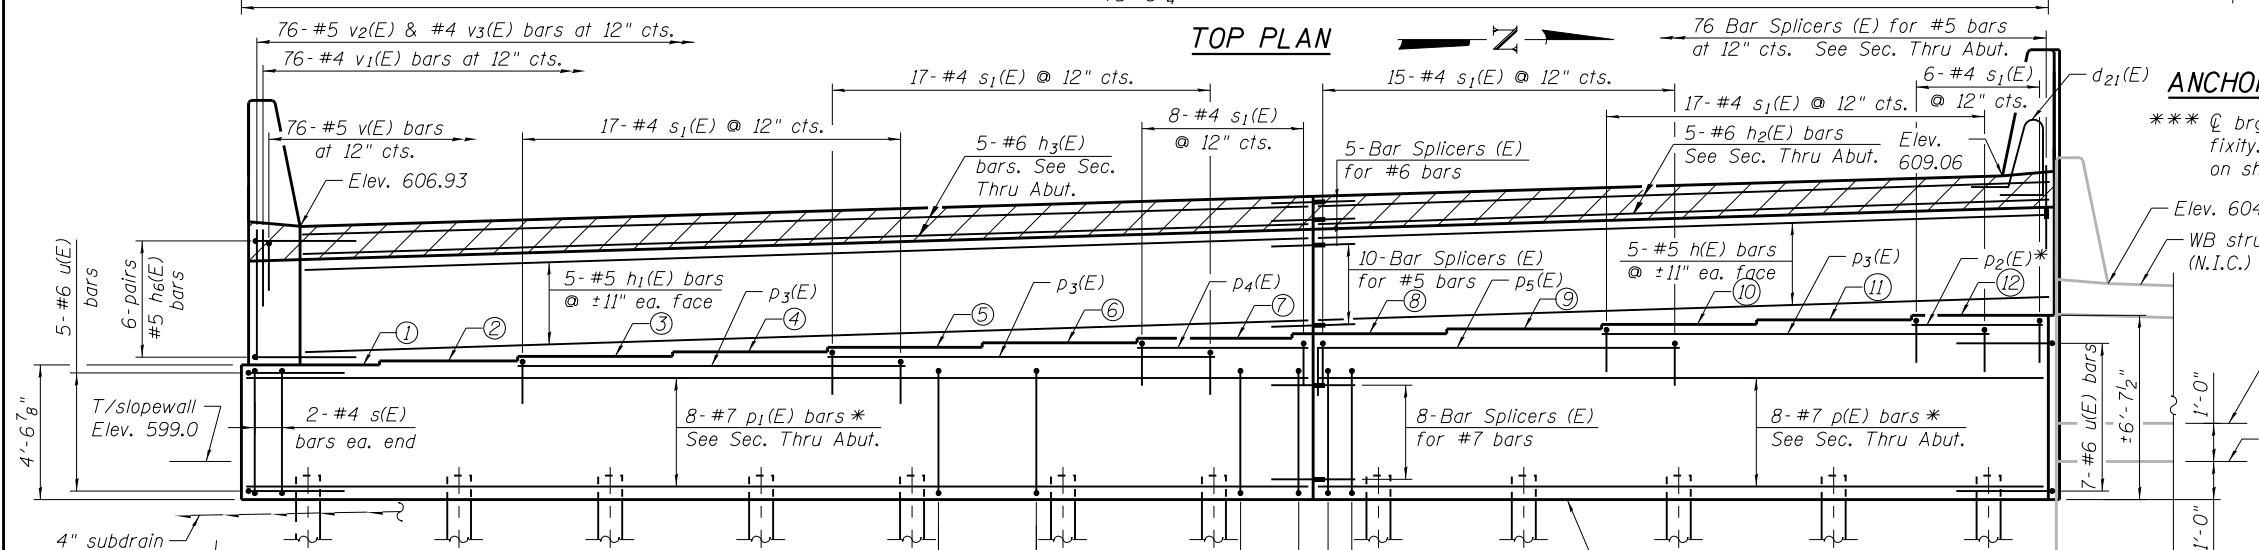 TOP PLAN
N
76-#5 v2(E) & #4 v3(E) bars at 12" cts.
76-#4 v1(E) bars at 12" cts.
76-#5 v(E) bars
at 12" cts.
Elev. 606.93
17-#4 s1(E) @ 12" cts.
17-#4 s1(E) @ 12" cts.
8-#4 s1(E)
@ 12" cts.
5-#6 h3(E)
bars. See Sec.
Thru Abut.
15-#4 s1(E) @ 12" cts.
76 Bar Splicers (E) for #5 bars
at 12" cts. See Sec. Thru Abut.
6-#4 s1(E)
@ 12" cts.
d21(E)
17-#4 s1(E) @ 12" cts.
5-#6 h2(E) bars
See Sec. Thru Abut.
Elev.
609.06
5-Bar Splicers (E)
for #6 bars
ANCHO
*** ℄ brg
fixity.
on sh
Elev. 604
WB stru
(N.I.C.)
5-#6 u(E)
bars
6-pairs
#5 h6(E)
bars
5-#5 h1(E) bars
@ ±11" ea. face
p3(E)
p3(E)
p4(E)
10-Bar Splicers (E)
for #5 bars
p5(E)
5-#5 h(E) bars
@ ±11" ea. face
p3(E)
p2(E)*
1
2
3
4
5
6
7
8
9
10
11
12
4'-6 7/8"
T/slopewall
Elev. 599.0
2-#4 s(E)
bars ea. end
8-#7 p1(E) bars *
See Sec. Thru Abut.
8-Bar Splicers (E)
for #7 bars
8-#7 p(E) bars *
See Sec. Thru Abut.
7-#6 u(E) bars
±6'-7 1/2"
1'-0"
1'-0"
4" subdrain